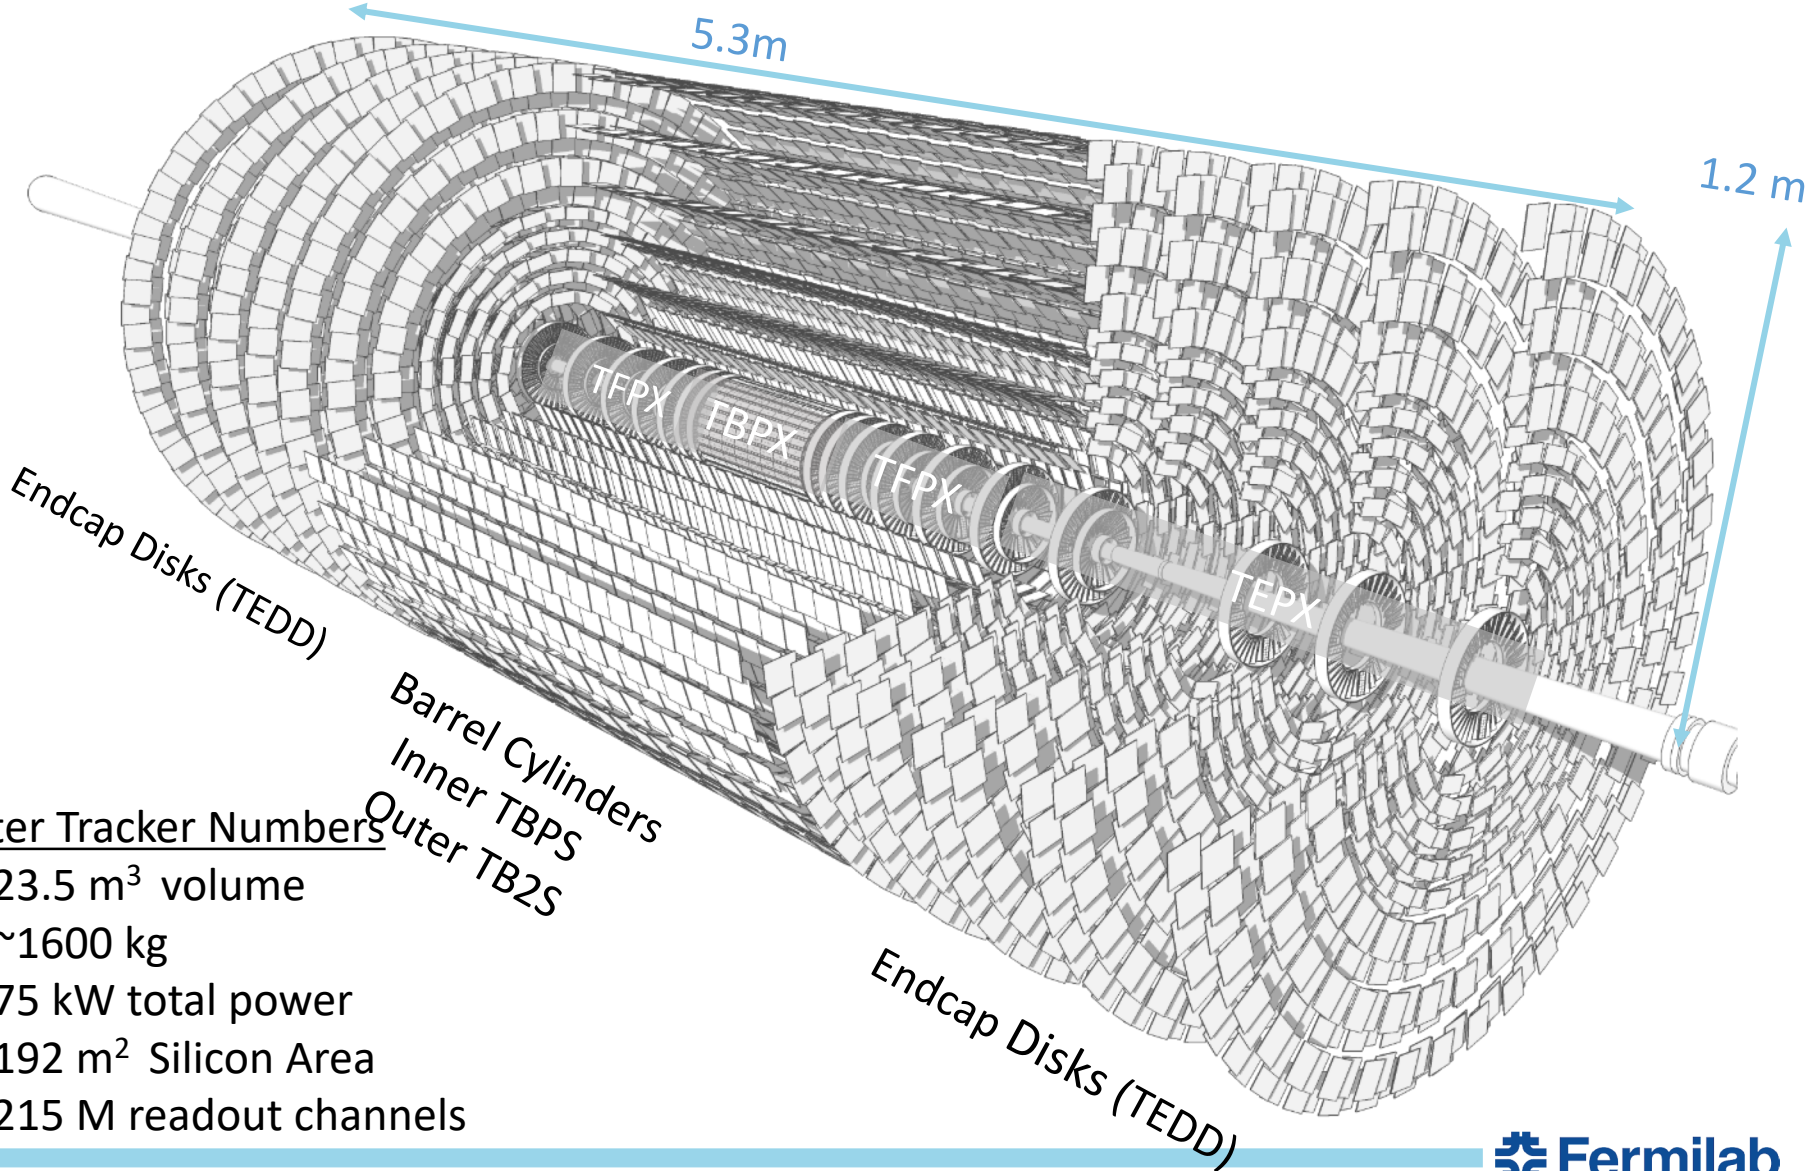 5.3m
1.2 m
TFPX
TBPX
TFPX
TEPX
Endcap Disks (TEDD)
Barrel Cylinders
Inner TBPS
Outer TB2S
Endcap Disks (TEDD)
ter Tracker Numbers
23.5 m³ volume
~1600 kg
75 kW total power
192 m² Silicon Area
215 M readout channels
Fermilab